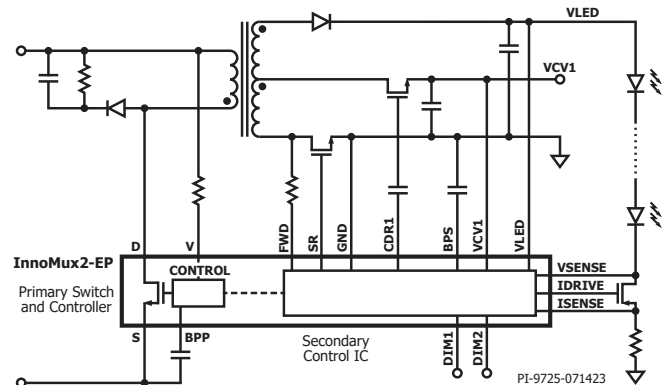 VLED
VCV1
D
V
FWD
SR
GND
CDR1
BPS
VCV1
VLED
InnoMux2-EP
Primary Switch
and Controller
CONTROL
VSENSE
IDRIVE
ISENSE
S
BPP
Secondary
Control IC
DIM1
DIM2
PI-9725-071423